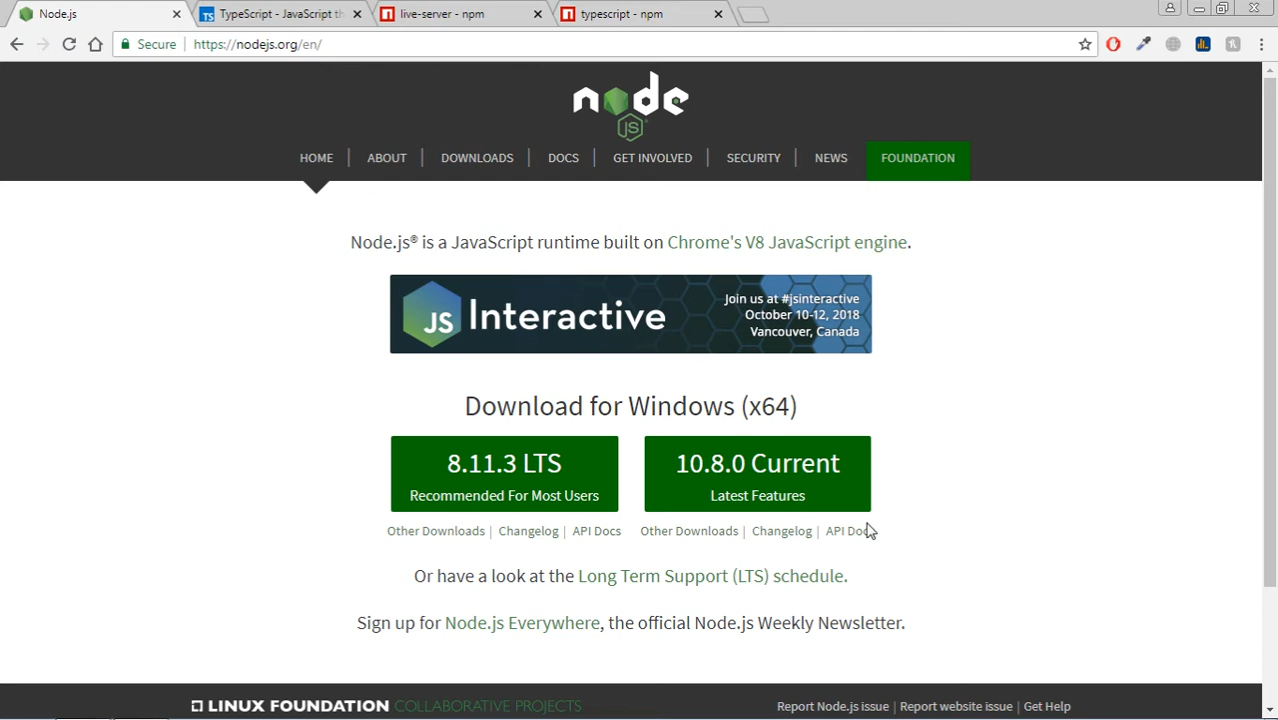 Node.js
TypeScript - JavaScript th
live-server - npm
typescript - npm
Secure
https://nodejs.org/en/
node
JS
HOME
ABOUT
DOWNLOADS
DOCS
GET INVOLVED
SECURITY
NEWS
FOUNDATION
Node.js® is a JavaScript runtime built on Chrome's V8 JavaScript engine.
JS Interactive
Join us at #jsinteractive
October 10-12, 2018
Vancouver, Canada
Download for Windows (x64)
8.11.3 LTS
Recommended For Most Users
10.8.0 Current
Latest Features
Other Downloads | Changelog | API Docs
Other Downloads | Changelog | API Docs
Or have a look at the Long Term Support (LTS) schedule.
Sign up for Node.js Everywhere, the official Node.js Weekly Newsletter.
LINUX FOUNDATION COLLABORATIVE PROJECTS
Report Node.js issue | Report website issue | Get Help